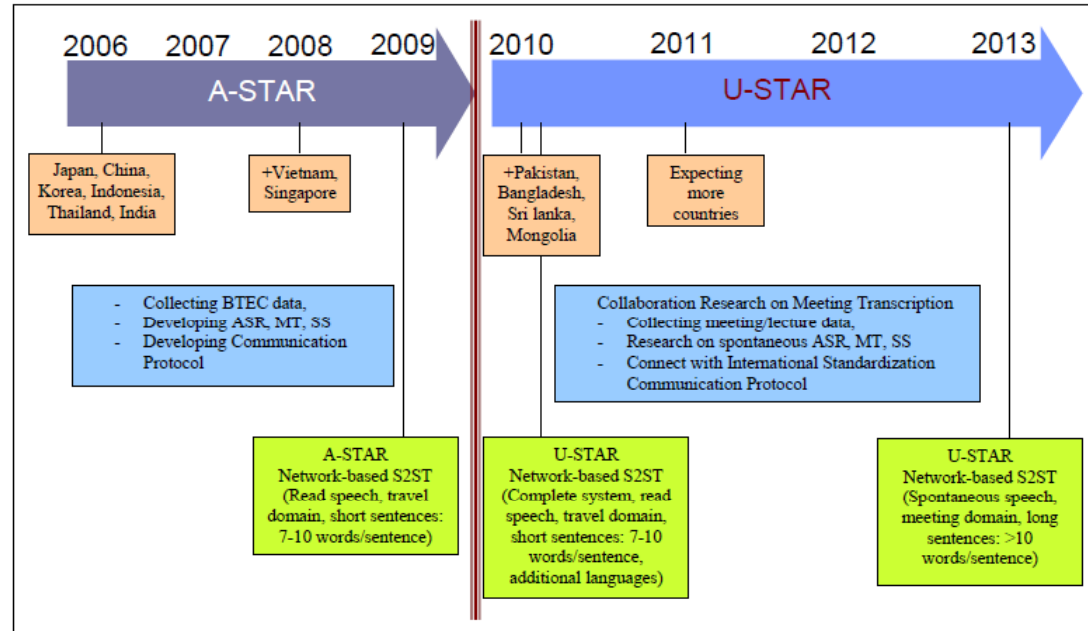 2006 2007 2008 2009 2010 2011 2012 2013
A-STAR U-STAR
Japan, China,
Korea, Indonesia,
Thailand, India
+Vietnam,
Singapore
+Pakistan,
Bangladesh,
Sri lanka,
Mongolia
Expecting
more
countries
- Collecting BTEC data,
- Developing ASR, MT, SS
- Developing Communication
Protocol
Collaboration Research on Meeting Transcription
- Collecting meeting/lecture data,
- Research on spontaneous ASR, MT, SS
- Connect with International Standardization
Communication Protocol
A-STAR
Network-based S2ST
(Read speech, travel
domain, short sentences:
7-10 words/sentence)
U-STAR
Network-based S2ST
(Complete system, read
speech, travel domain,
short sentences: 7-10
words/sentence,
additional languages)
U-STAR
Network-based S2ST
(Spontaneous speech,
meeting domain, long
sentences: >10
words/sentence)